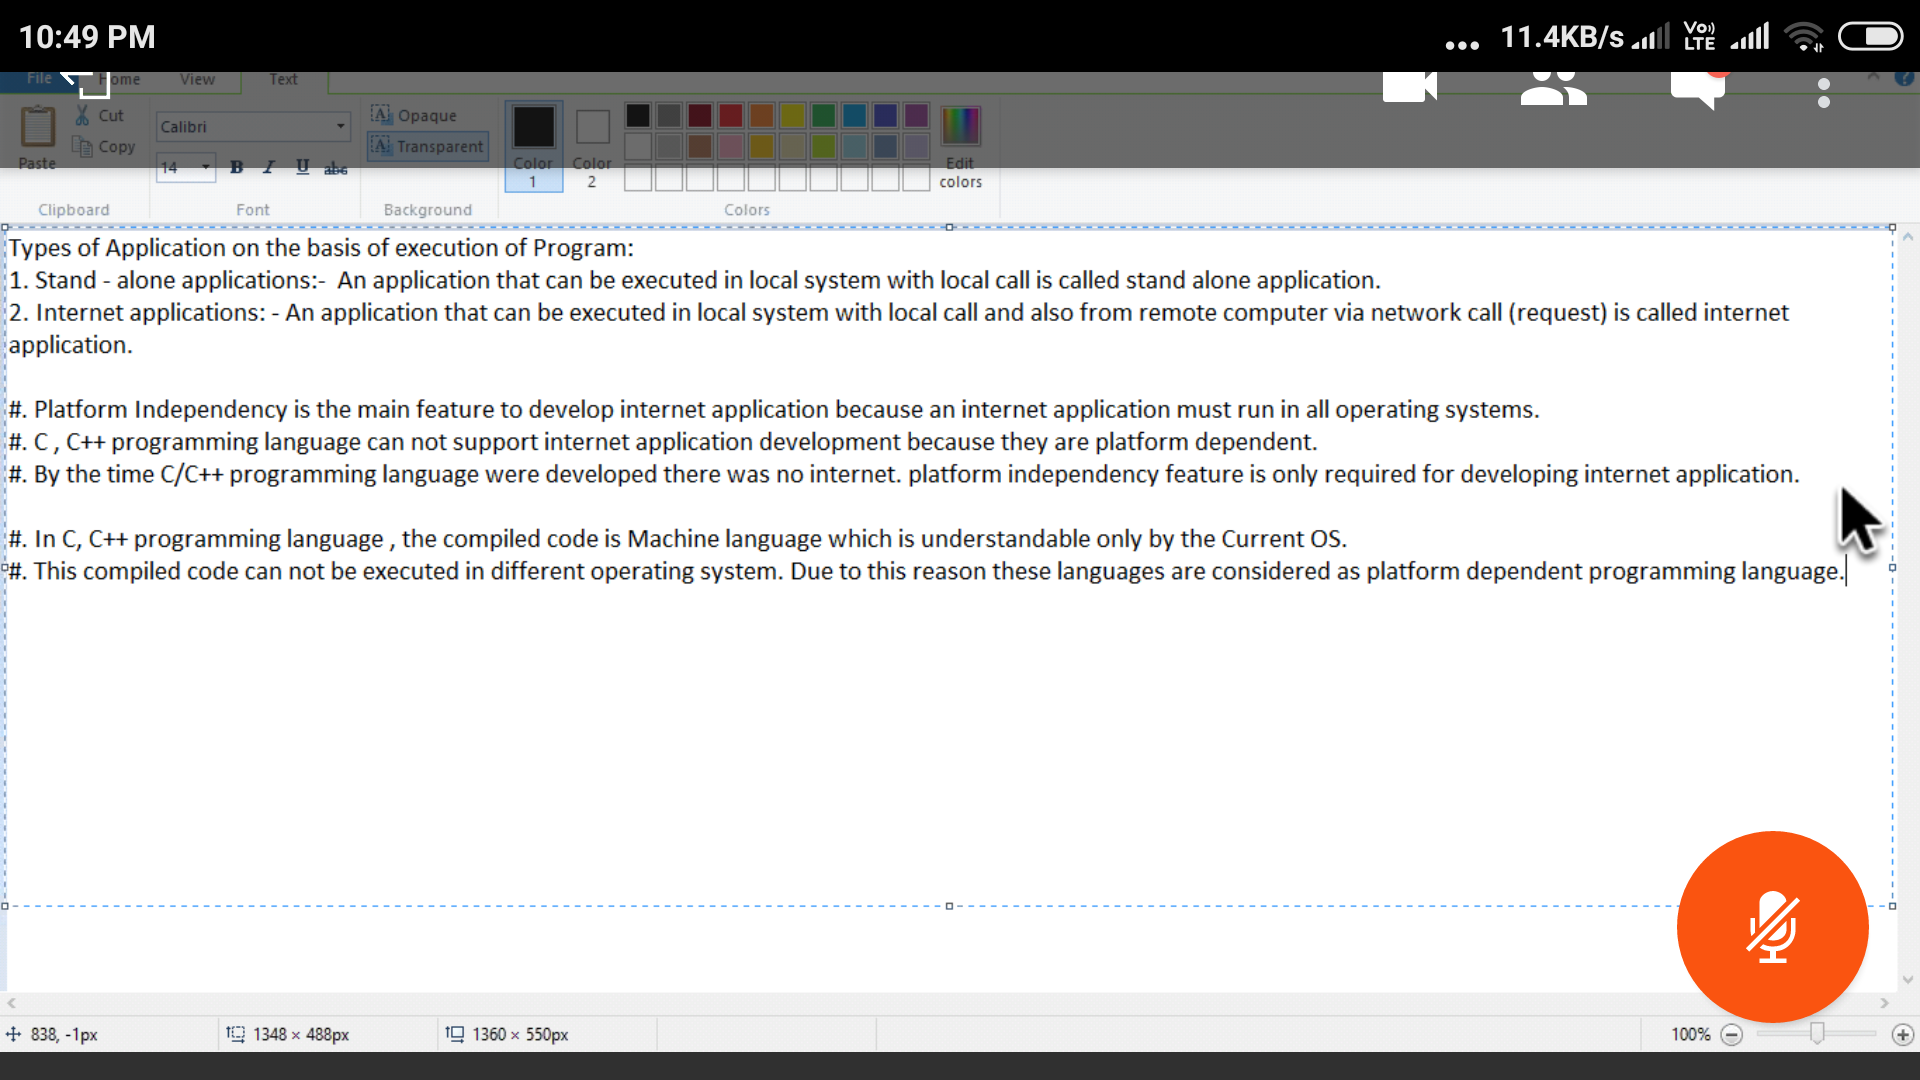 10:49 PM
11.4KB/s
Vo) LTE
File Home View Text
Paste
Cut
Copy
Calibri
14
B I U abc
Opaque
Transparent
Color 1
Color 2
Edit colors
Clipboard
Font
Background
Colors
Types of Application on the basis of execution of Program:
1. Stand - alone applications:-  An application that can be executed in local system with local call is called stand alone application.
2. Internet applications: - An application that can be executed in local system with local call and also from remote computer via network call (request) is called internet
application.
#. Platform Independency is the main feature to develop internet application because an internet application must run in all operating systems.
#. C , C++ programming language can not support internet application development because they are platform dependent.
#. By the time C/C++ programming language were developed there was no internet. platform independency feature is only required for developing internet application.
#. In C, C++ programming language , the compiled code is Machine language which is understandable only by the Current OS.
#. This compiled code can not be executed in different operating system. Due to this reason these languages are considered as platform dependent programming language.
838, -1px
1348 × 488px
1360 × 550px
100%